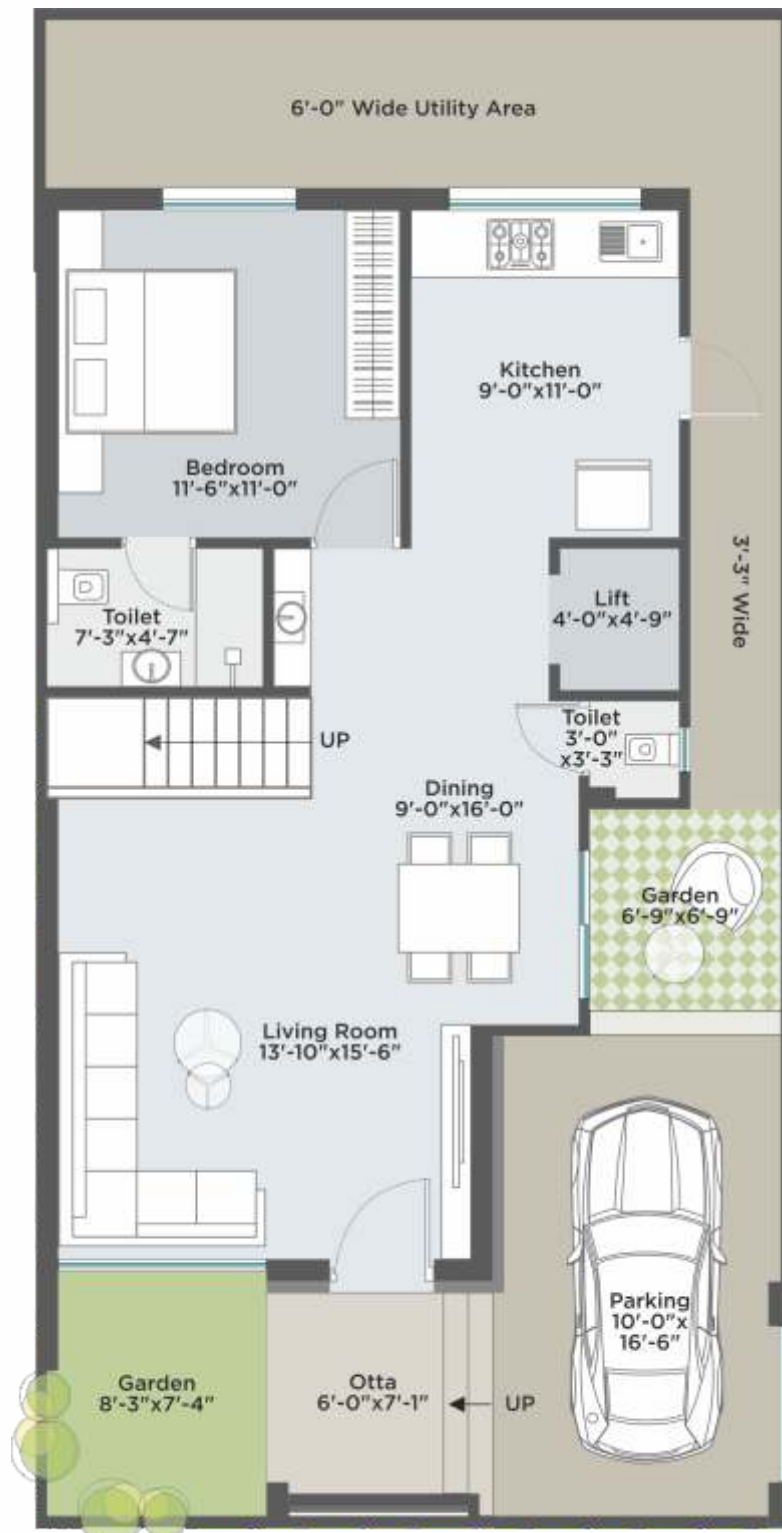 6'-0" Wide Utility Area
Kitchen
9'-0"x11'-0"
Bedroom
11'-6"x11'-0"
3'-3" Wide
Lift
4'-0"x4'-9"
Toilet
7'-3"x4'-7"
Toilet
3'-0"
x3'-3"
UP
Dining
9'-0"x16'-0"
Garden
6'-9"x6'-9"
Living Room
13'-10"x15'-6"
Parking
10'-0"x
16'-6"
Garden
8'-3"x7'-4"
Otta
6'-0"x7'-1"
UP